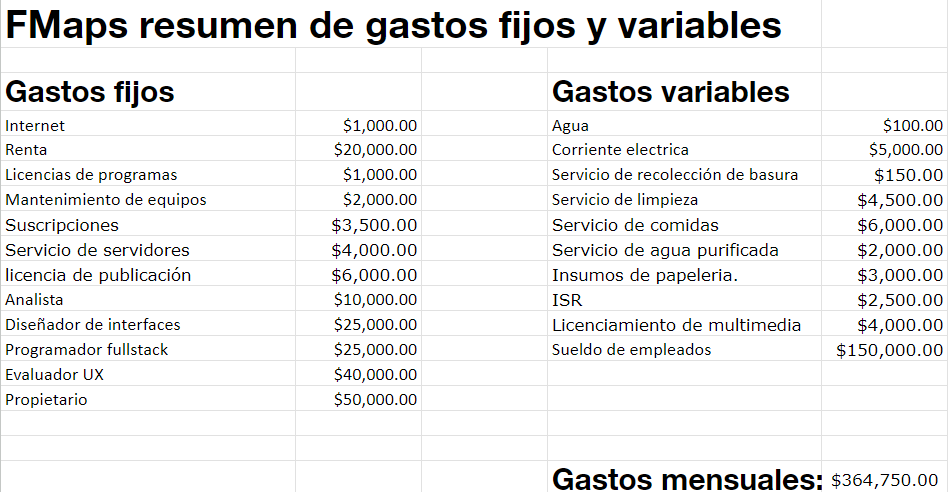 FMaps resumen de gastos fijos y variables
Gastos fijos Gastos variables
Internet $1,000.00 Agua $100.00
Renta $20,000.00 Corriente electrica $5,000.00
Licencias de programas $1,000.00 Servicio de recolección de basura $150.00
Mantenimiento de equipos $2,000.00 Servicio de limpieza $4,500.00
Suscripciones $3,500.00 Servicio de comidas $6,000.00
Servicio de servidores $4,000.00 Servicio de agua purificada $2,000.00
licencia de publicación $6,000.00 Insumos de papeleria. $3,000.00
Analista $10,000.00 ISR $2,500.00
Diseñador de interfaces $25,000.00 Licenciamiento de multimedia $4,000.00
Programador fullstack $25,000.00 Sueldo de empleados $150,000.00
Evaluador UX $40,000.00
Propietario $50,000.00
Gastos mensuales: $364,750.00